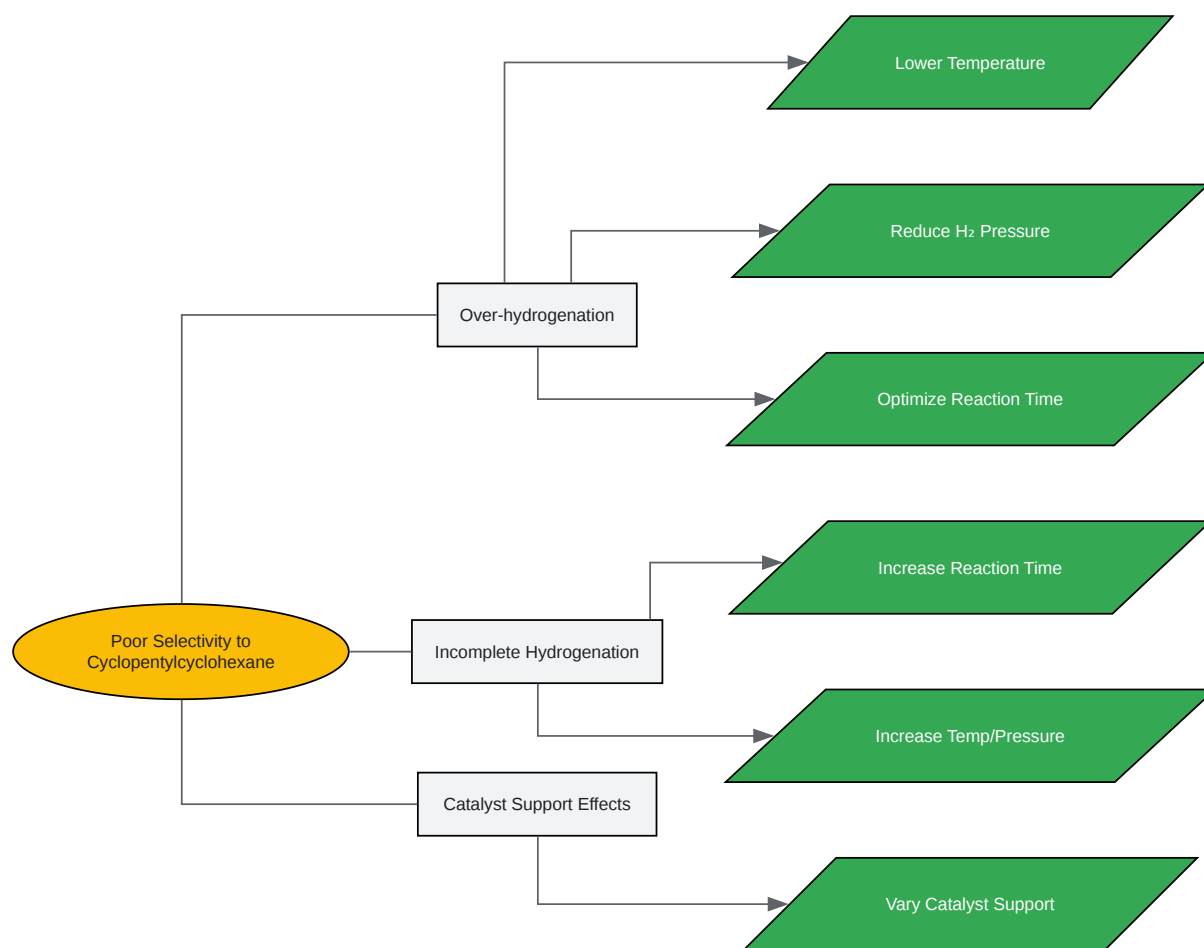 Lower Temperature
Reduce H₂ Pressure
Over-hydrogenation
Optimize Reaction Time
Increase Reaction Time
Poor Selectivity to
Cyclopentylcyclohexane
Incomplete Hydrogenation
Increase Temp/Pressure
Catalyst Support Effects
Vary Catalyst Support